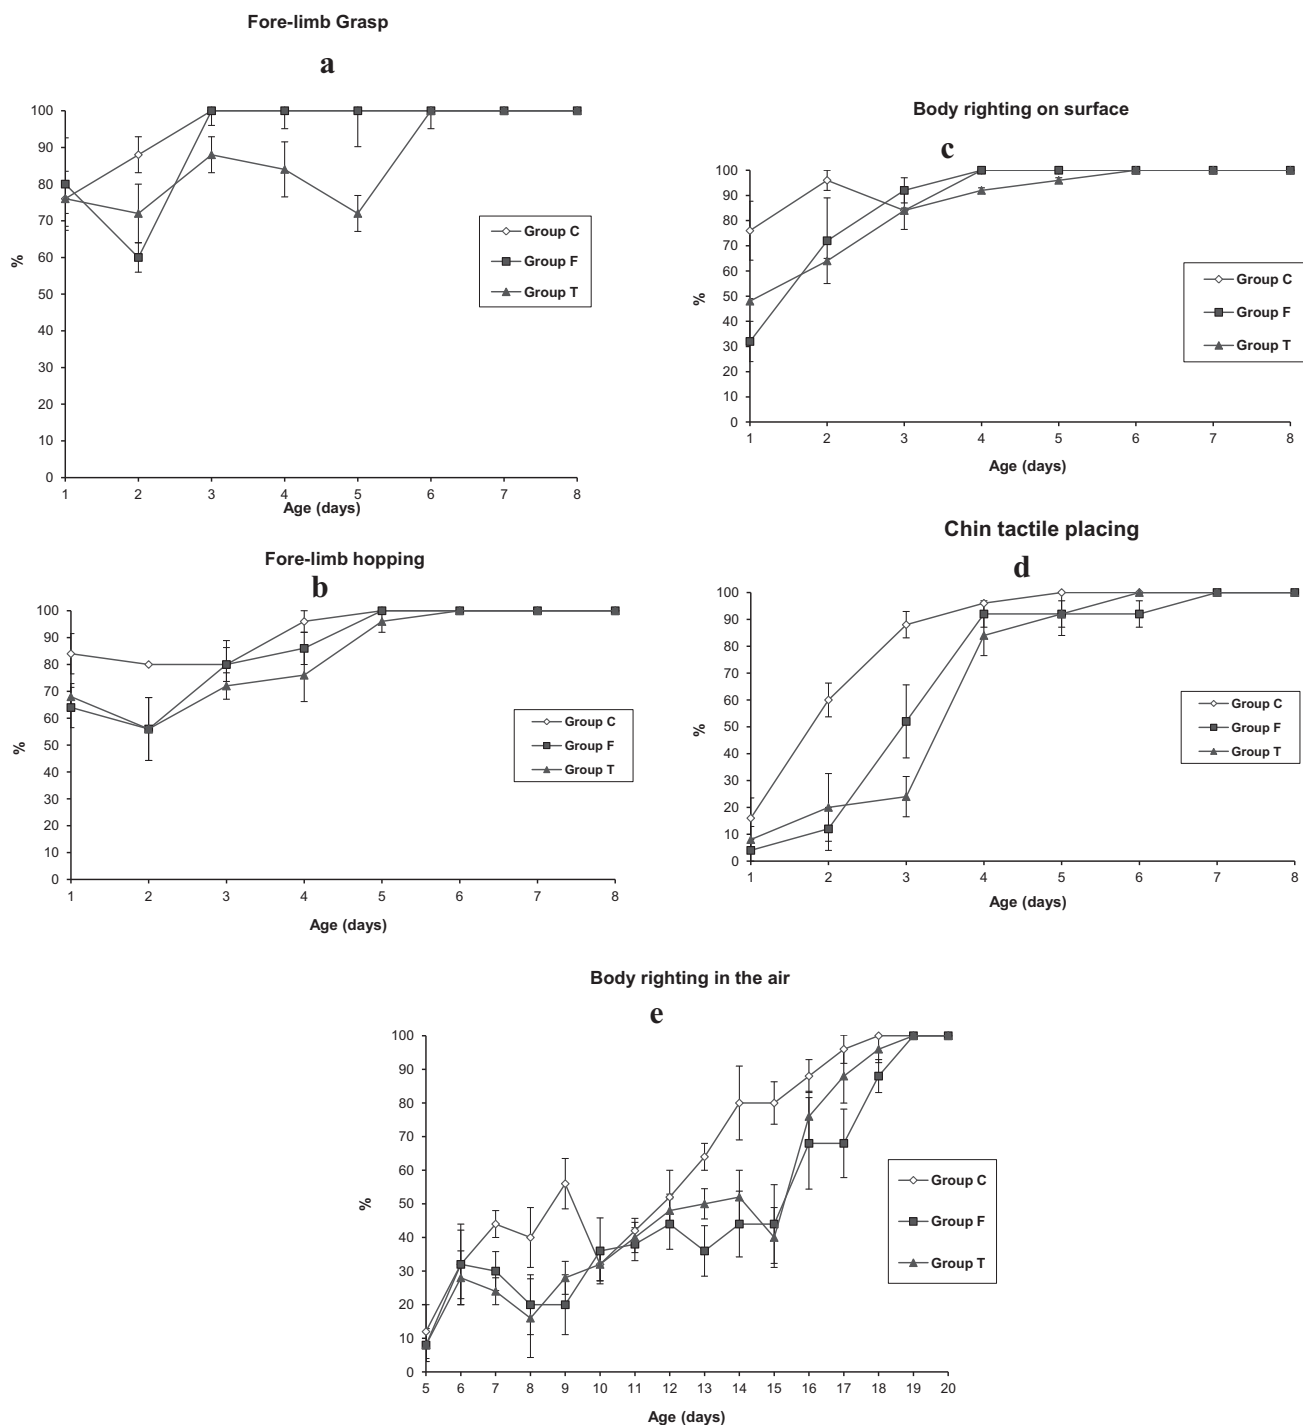 Fore-limb Grasp
a
100
90
80
70
60
50
40
30
20
10
0
%
1 2 3 4 5 6 7 8
Age (days)
Group C
Group F
Group T
Body righting on surface
c
100
90
80
70
60
50
40
30
20
10
0
%
1 2 3 4 5 6 7 8
Age (days)
Group C
Group F
Group T
Fore-limb hopping
b
100
90
80
70
60
50
40
30
20
10
0
%
1 2 3 4 5 6 7 8
Age (days)
Group C
Group F
Group T
Chin tactile placing
d
100
90
80
70
60
50
40
30
20
10
0
%
1 2 3 4 5 6 7 8
Age (days)
Group C
Group F
Group T
Body righting in the air
e
100
90
80
70
60
50
40
30
20
10
0
%
5 6 7 8 9 10 11 12 13 14 15 16 17 18 19 20
Age (days)
Group C
Group F
Group T